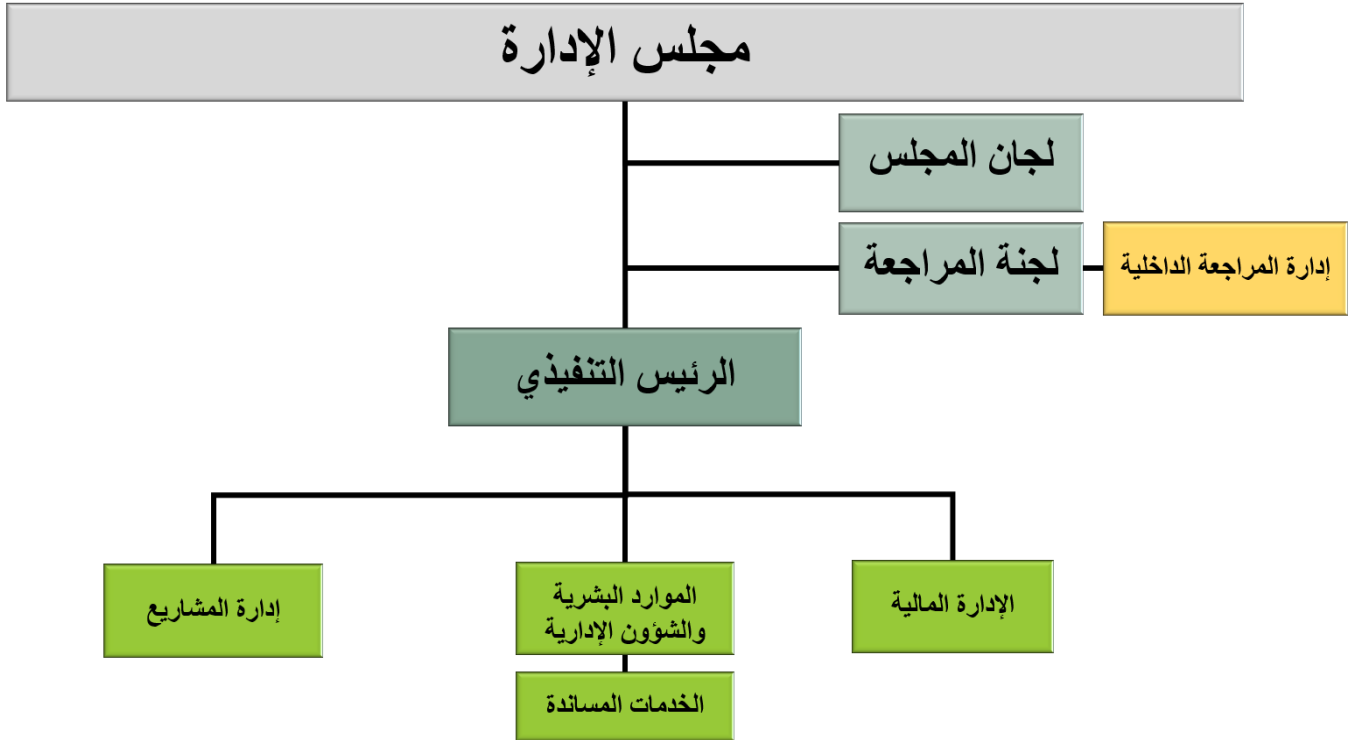 مجلس الإدارة
لجان المجلس
لجنة المراجعة
إدارة المراجعة الداخلية
الرئيس التنفيذي
الإدارة المالية
الموارد البشرية
والشؤون الإدارية
إدارة المشاريع
الخدمات المساندة